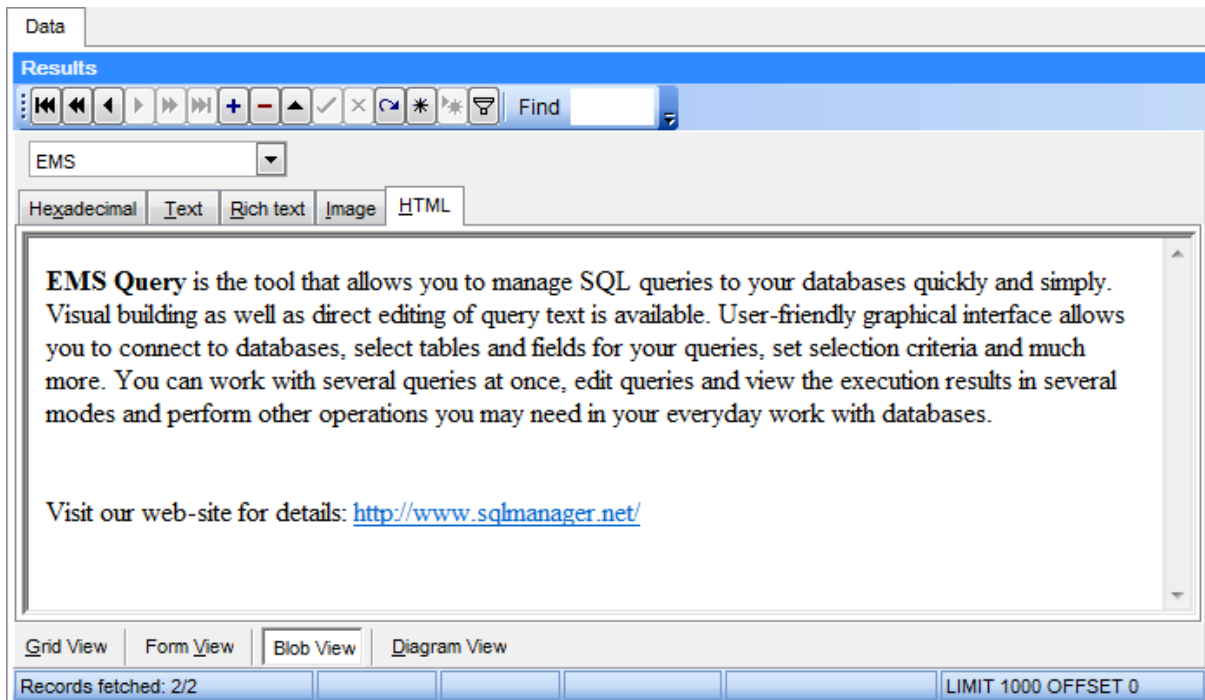 Data
Results
Find
EMS
Hexadecimal Text Rich text Image HTML
EMS Query is the tool that allows you to manage SQL queries to your databases quickly and simply.
Visual building as well as direct editing of query text is available. User-friendly graphical interface allows
you to connect to databases, select tables and fields for your queries, set selection criteria and much
more. You can work with several queries at once, edit queries and view the execution results in several
modes and perform other operations you may need in your everyday work with databases.
Visit our web-site for details: http://www.sqlmanager.net/
Grid View Form View Blob View Diagram View
Records fetched: 2/2 LIMIT 1000 OFFSET 0